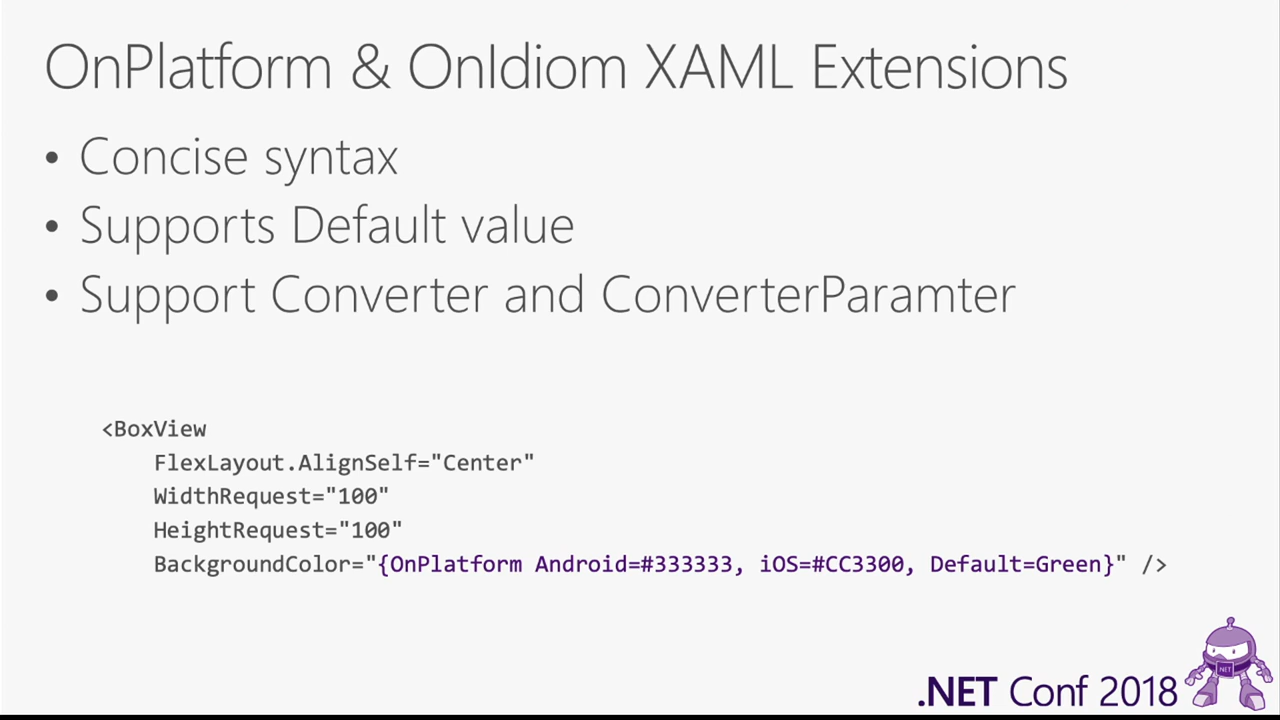 OnPlatform & OnIdiom XAML Extensions
• Concise syntax
• Supports Default value
• Support Converter and ConverterParamter
<BoxView
FlexLayout.AlignSelf="Center"
WidthRequest="100"
HeightRequest="100"
BackgroundColor="{OnPlatform Android=#333333, iOS=#CC3300, Default=Green}" />
.NET
.NET Conf 2018